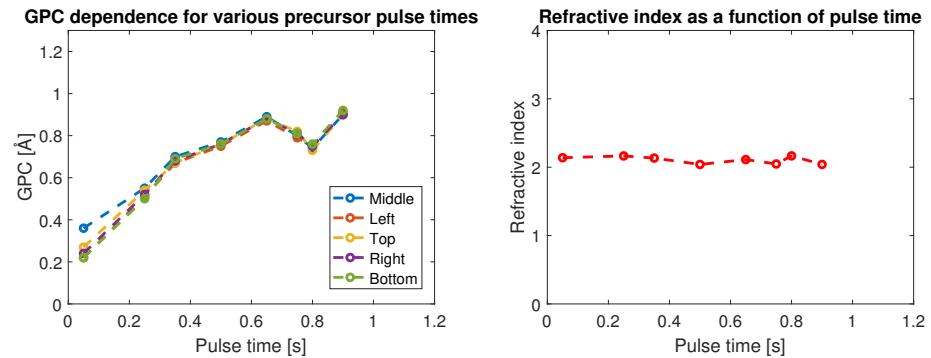 GPC dependence for various precursor pulse times
1.2
1
0.8
0.6
0.4
0.2
0
GPC [Å]
Middle
Left
Top
Right
Bottom
0 0.2 0.4 0.6 0.8 1 1.2
Pulse time [s]
Refractive index as a function of pulse time
4
3
2
1
0
Refractive index
0 0.2 0.4 0.6 0.8 1 1.2
Pulse time [s]